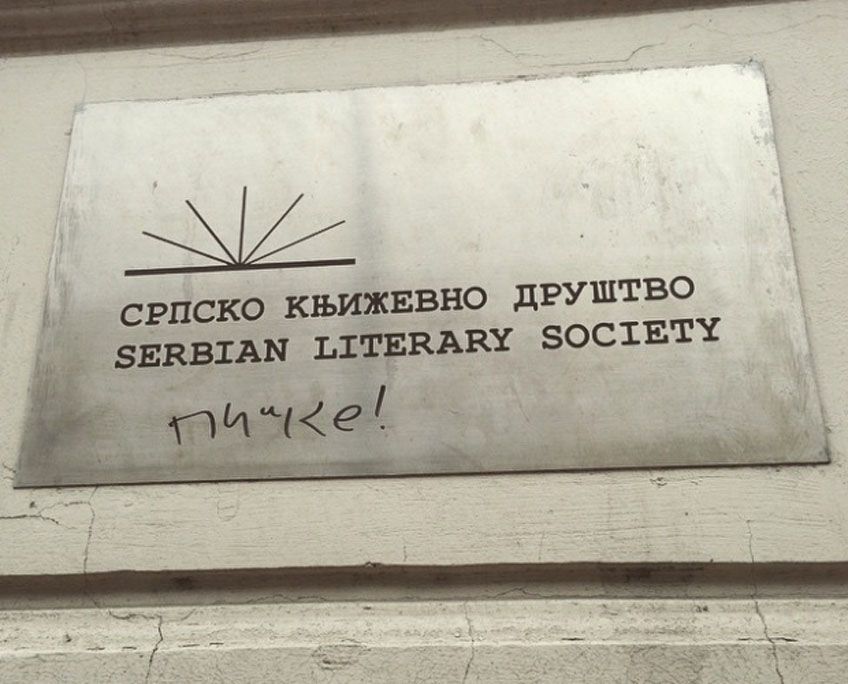 СРПСКО КЊИЖЕВНО ДРУШТВО
SERBIAN LITERARY SOCIETY
пичке!